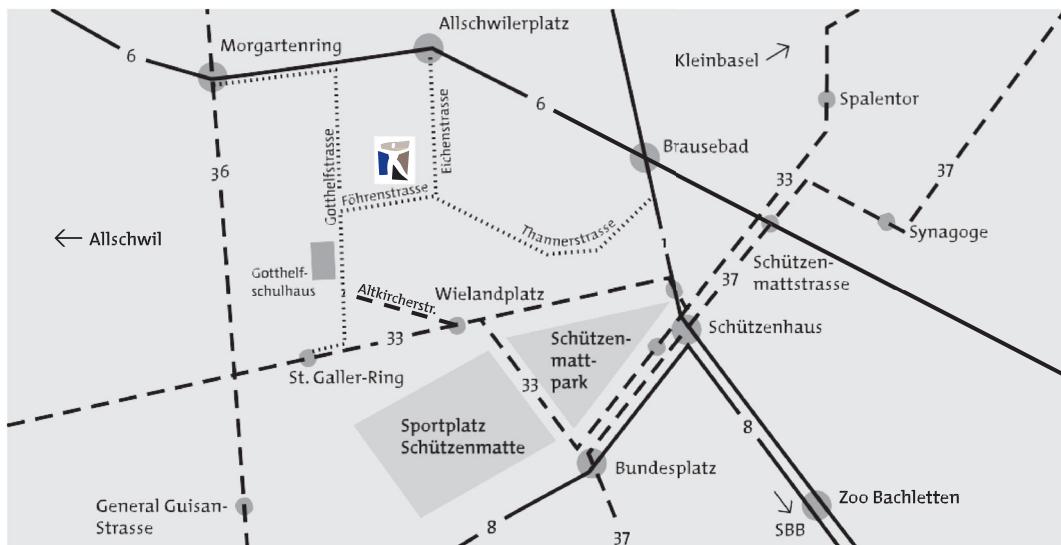 Allschwilerplatz
Morgartenring
6
Kleinbasel
Spalentor
6
Brausebad
Gotthelfstrasse
Eichenstrasse
36
33
37
Föhrenstrasse
Allschwil
Thannerstrasse
1
Synagoge
Gotthelf-
schulhaus
Altkircherstr.
Wielandplatz
37
Schützen-
mattstrasse
33
Schützenhaus
St. Galler-Ring
Schützen-
matt-
park
33
Sportplatz
Schützenmatte
8
Bundesplatz
General Guisan-
Strasse
8
37
SBB
Zoo Bachletten